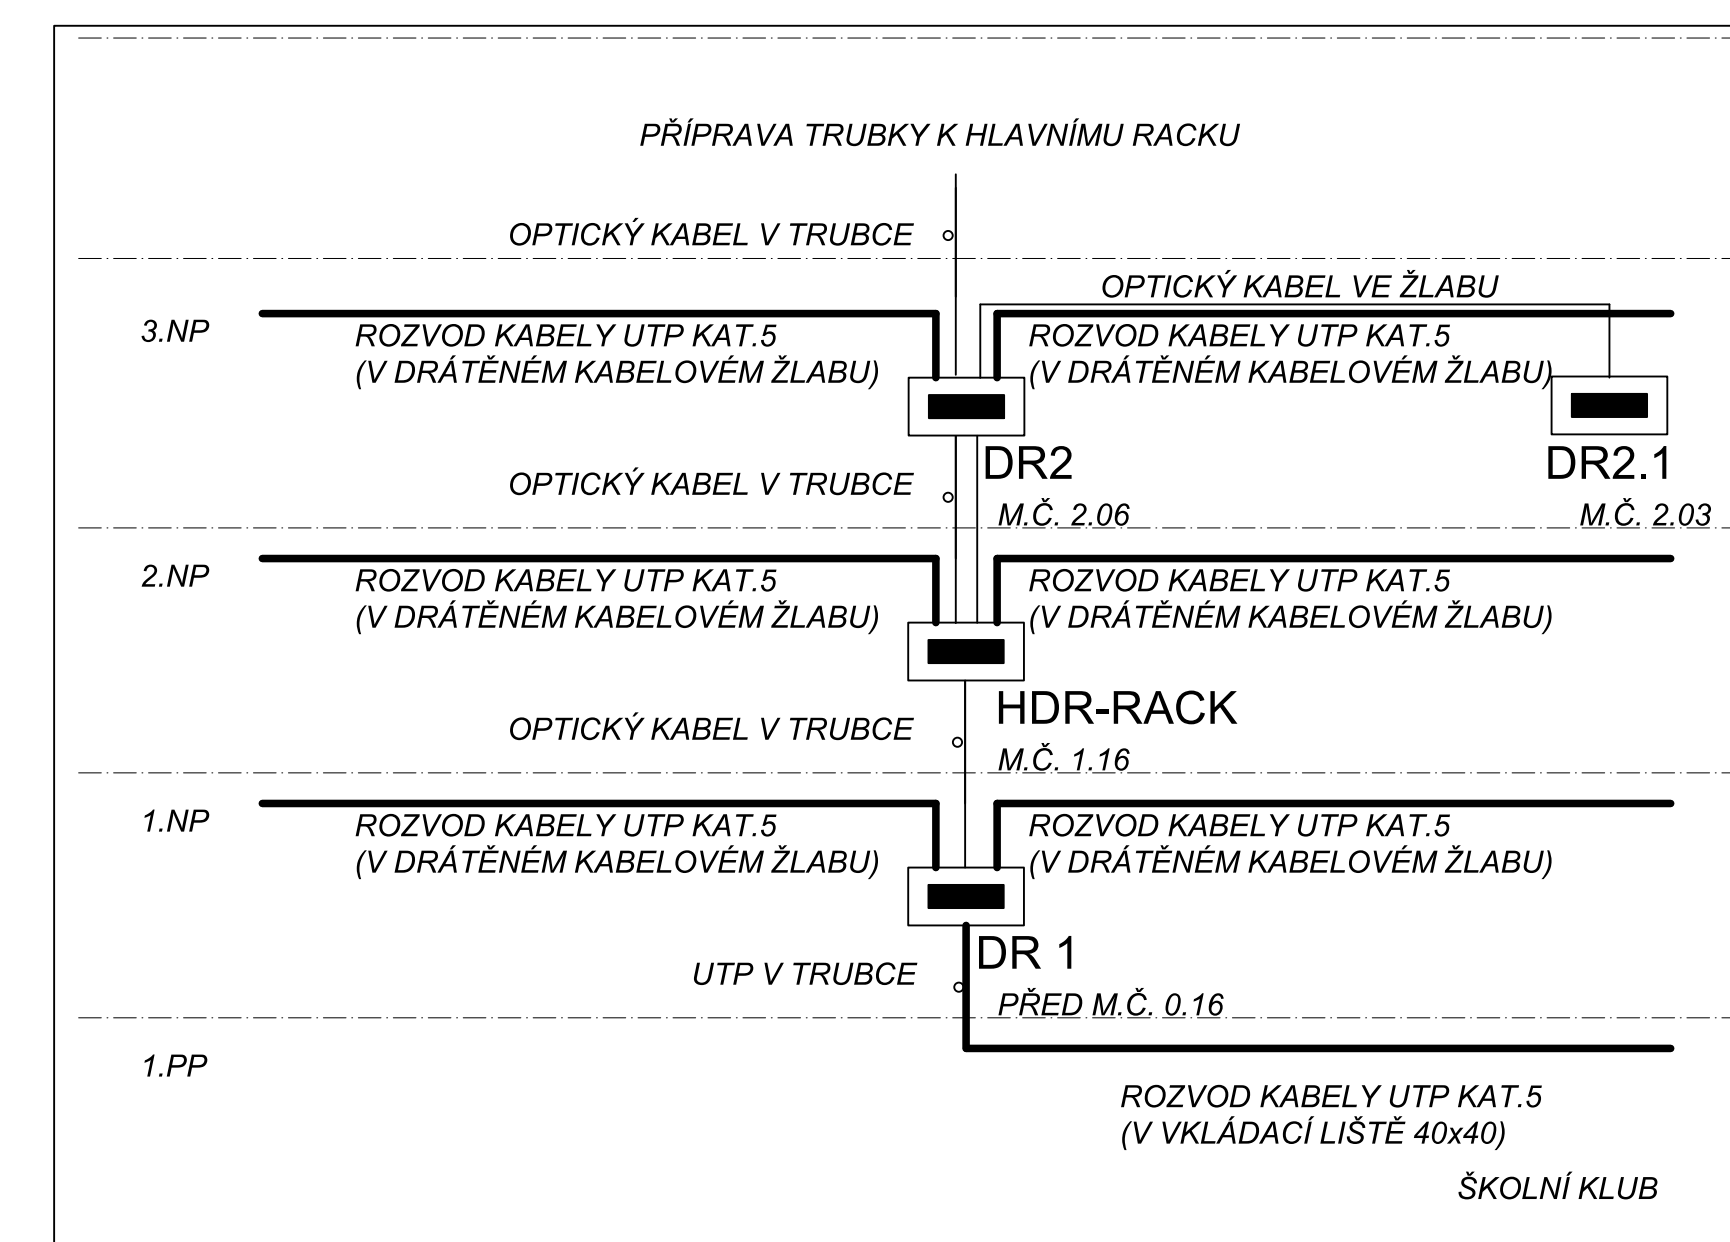 PŘÍPRAVA TRUBKY K HLAVNÍMU RACKU
OPTICKÝ KABEL V TRUBCE
OPTICKÝ KABEL VE ŽLABU
3.NP
ROZVOD KABELY UTP KAT.5
(V DRÁTĚNÉM KABELOVÉM ŽLABU)
ROZVOD KABELY UTP KAT.5
(V DRÁTĚNÉM KABELOVÉM ŽLABU)
DR2
DR2.1
OPTICKÝ KABEL V TRUBCE
M.Č. 2.06
M.Č. 2.03
2.NP
ROZVOD KABELY UTP KAT.5
(V DRÁTĚNÉM KABELOVÉM ŽLABU)
ROZVOD KABELY UTP KAT.5
(V DRÁTĚNÉM KABELOVÉM ŽLABU)
HDR-RACK
OPTICKÝ KABEL V TRUBCE
M.Č. 1.16
1.NP
ROZVOD KABELY UTP KAT.5
(V DRÁTĚNÉM KABELOVÉM ŽLABU)
ROZVOD KABELY UTP KAT.5
(V DRÁTĚNÉM KABELOVÉM ŽLABU)
DR 1
UTP V TRUBCE
PŘED M.Č. 0.16
1.PP
ROZVOD KABELY UTP KAT.5
(V VKLÁDACÍ LIŠTĚ 40x40)
ŠKOLNÍ KLUB